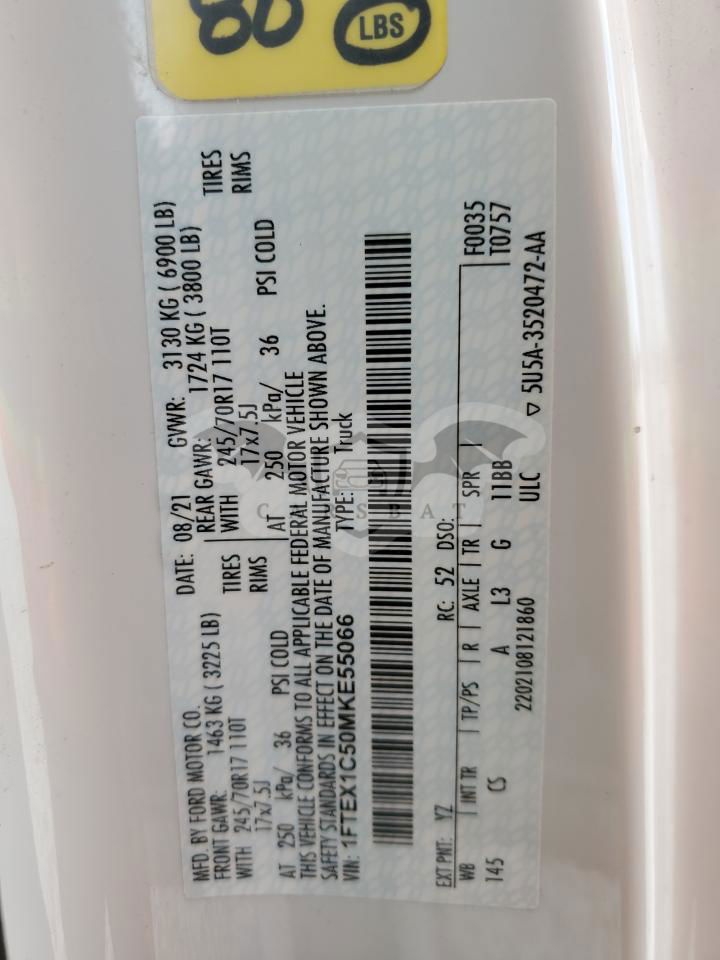 80
LBS
MFD. BY FORD MOTOR CO.
DATE: 08/21 GVWR: 3130 KG ( 6900 LB)
FRONT GAWR: 1463 KG ( 3225 LB) REAR GAWR: 1724 KG ( 3800 LB)
WITH 245/70R17 110T TIRES WITH 245/70R17 110T TIRES
17x7.5J RIMS 17x7.5J RIMS
AT 250 kPa/ 36 PSI COLD AT 250 kPa/ 36 PSI COLD
THIS VEHICLE CONFORMS TO ALL APPLICABLE FEDERAL MOTOR VEHICLE
SAFETY STANDARDS IN EFFECT ON THE DATE OF MANUFACTURE SHOWN ABOVE.
VIN: 1FTEX1C50MKE55066 TYPE: Truck
CARSBAT
EXT PNT: YZ RC: 52 DSO:
WB INT TR TP/PS R AXLE TR SPR F0035
145 CS A L3 G 11BB T0757
ULC
2202108121860 ▽ 5U5A-3520472-AA